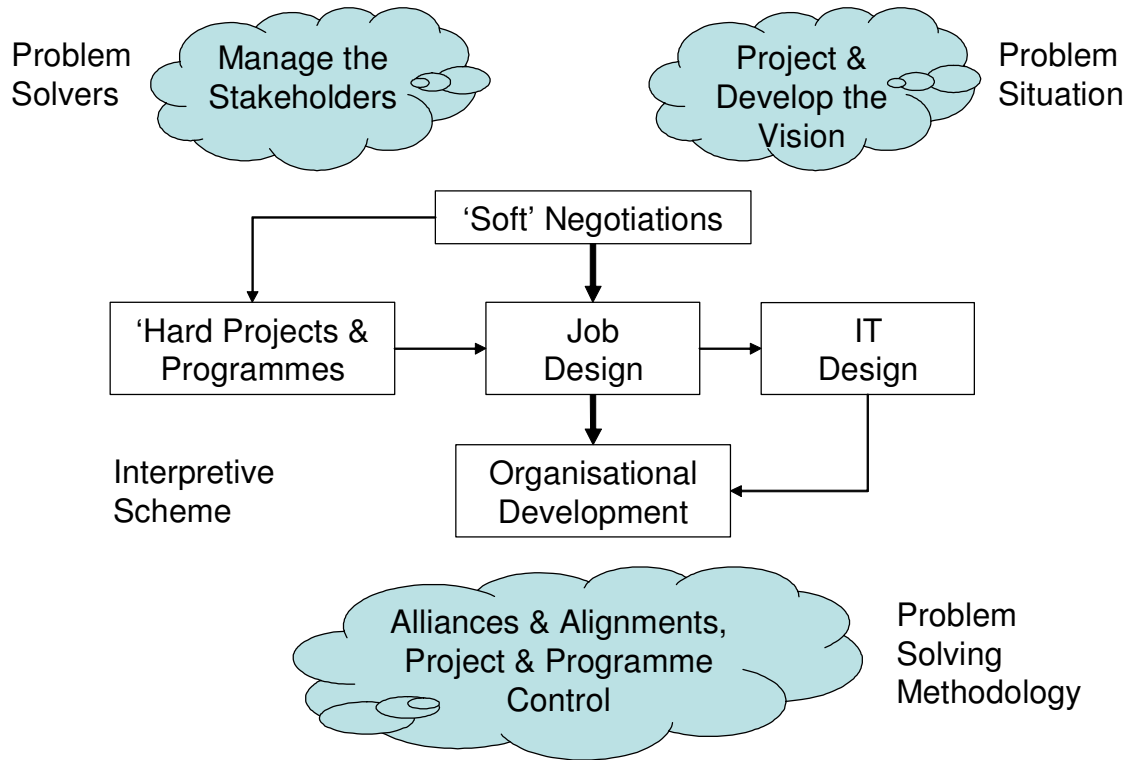 Problem
Solvers
Manage the
Stakeholders
Project &
Develop the
Vision
Problem
Situation
‘Soft’ Negotiations
‘Hard Projects &
Programmes
Job
Design
IT
Design
Interpretive
Scheme
Organisational
Development
Alliances & Alignments,
Project & Programme
Control
Problem
Solving
Methodology